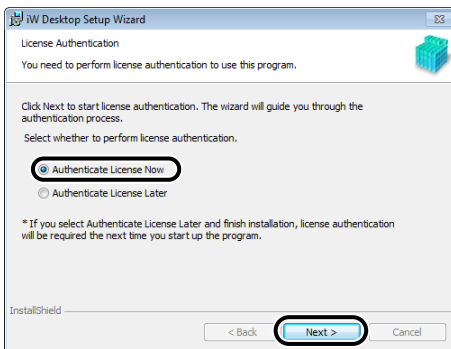 iW Desktop Setup Wizard
License Authentication
You need to perform license authentication to use this program.
Click Next to start license authentication. The wizard will guide you through the
authentication process.
Select whether to perform license authentication.
Authenticate License Now
Authenticate License Later
* If you select Authenticate License Later and finish installation, license authentication
will be required the next time you start up the program.
InstallShield
< Back Next > Cancel